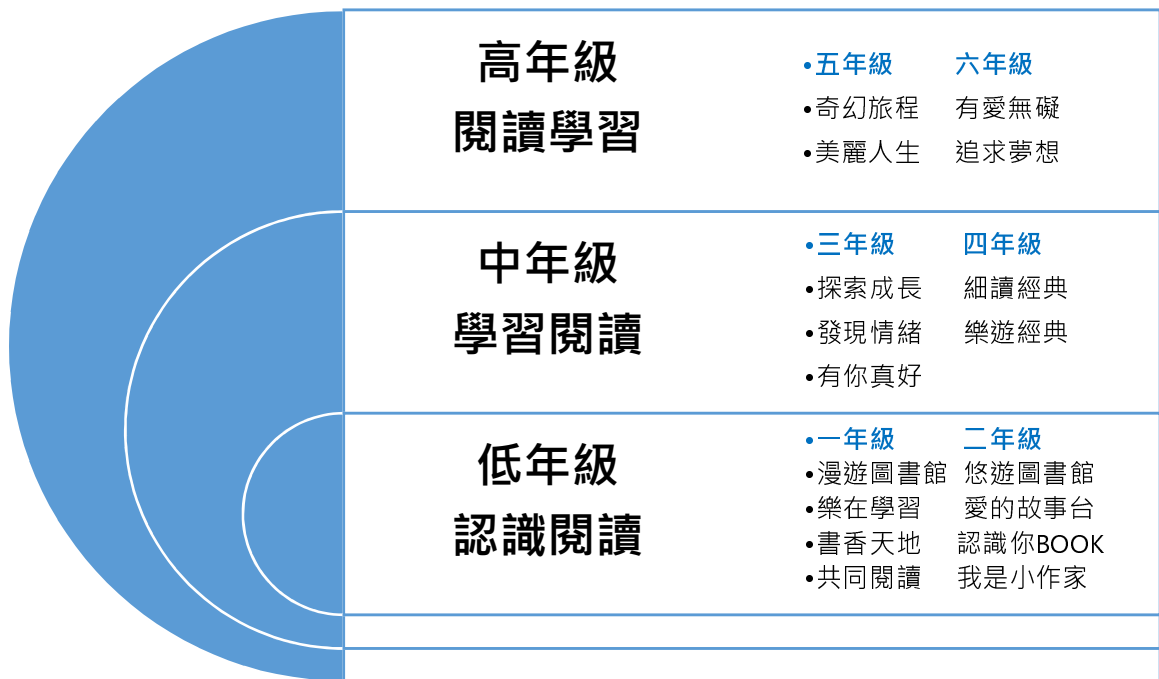 高年級
閱讀學習
•五年級 六年級
•奇幻旅程 有愛無礙
•美麗人生 追求夢想
中年級
學習閱讀
•三年級 四年級
•探索成長 細讀經典
•發現情緒 樂遊經典
•有你真好
低年級
認識閱讀
•一年級 二年級
•漫遊圖書館 悠遊圖書館
•樂在學習 愛的故事台
•書香天地 認識你BOOK
•共同閱讀 我是小作家